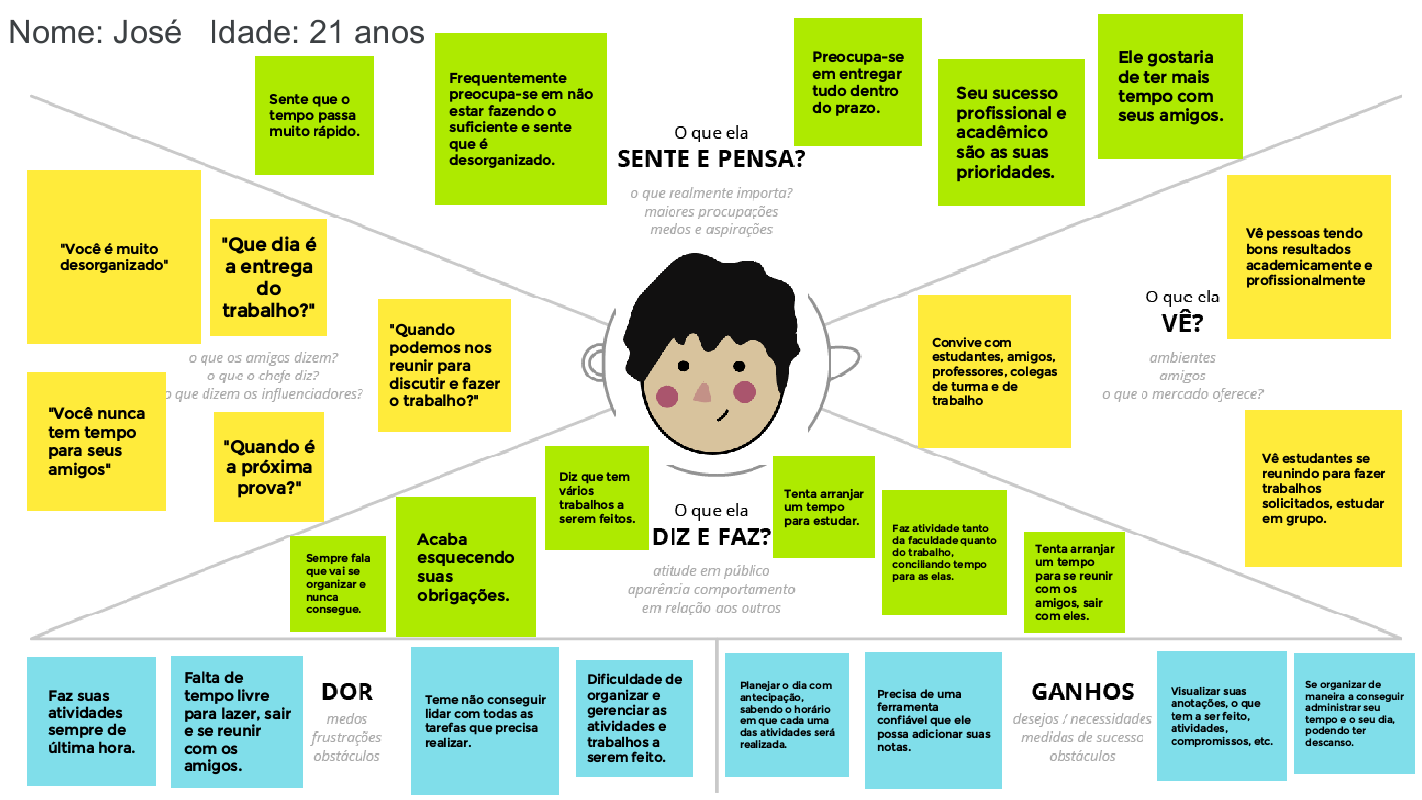 Nome: José   Idade: 21 anos
Sente que o
tempo passa
muito rápido.
Frequentemente
preocupa-se em não
estar fazendo o
suficiente e sente
que é
desorganizado.
O que ela
SENTE E PENSA?
o que realmente importa?
maiores procupações
medos e aspirações
Preocupa-se
em entregar
tudo dentro
do prazo.
Seu sucesso
profissional e
acadêmico
são as suas
prioridades.
Ele gostaria
de ter mais
tempo com
seus amigos.
"Você é muito
desorganizado"
"Que dia é
a entrega
do
trabalho?"
"Quando
podemos nos
reunir para
discutir e fazer
o trabalho?"
o que os amigos dizem?
o que o chefe diz?
o que dizem os influenciadores?
"Você nunca
tem tempo
para seus
amigos"
"Quando é
a próxima
prova?"
Convive com
estudantes, amigos,
professores, colegas
de turma e de
trabalho
O que ela
VÊ?
ambientes
amigos
o que o mercado oferece?
Vê pessoas tendo
bons resultados
academicamente e
profissionalmente
Vê estudantes se
reunindo para fazer
trabalhos
solicitados, estudar
em grupo.
Sempre fala
que vai se
organizar e
nunca
consegue.
Acaba
esquecendo
suas
obrigações.
Diz que tem
vários
trabalhos a
serem feitos.
O que ela
DIZ E FAZ?
atitude em público
aparência comportamento
em relação aos outros
Tenta arranjar
um tempo
para estudar.
Faz atividade tanto
da faculdade quanto
do trabalho,
conciliando tempo
para as elas.
Tenta arranjar
um tempo
para se reunir
com os
amigos, sair
com eles.
Faz suas
atividades
sempre de
última hora.
Falta de
tempo livre
para lazer, sair
e se reunir
com os
amigos.
DOR
medos
frustrações
obstáculos
Teme não conseguir
lidar com todas as
tarefas que precisa
realizar.
Dificuldade de
organizar e
gerenciar as
atividades e
trabalhos a
serem feito.
Planejar o dia com
antecipação,
sabendo o horário
em que cada uma
das atividades será
realizada.
Precisa de uma
ferramenta
confiável que ele
possa adicionar suas
notas.
GANHOS
desejos / necessidades
medidas de sucesso
obstáculos
Visualizar suas
anotações, o que
tem a ser feito,
atividades,
compromissos, etc.
Se organizar de
maneira a conseguir
administrar seu
tempo e o seu dia,
podendo ter
descanso.